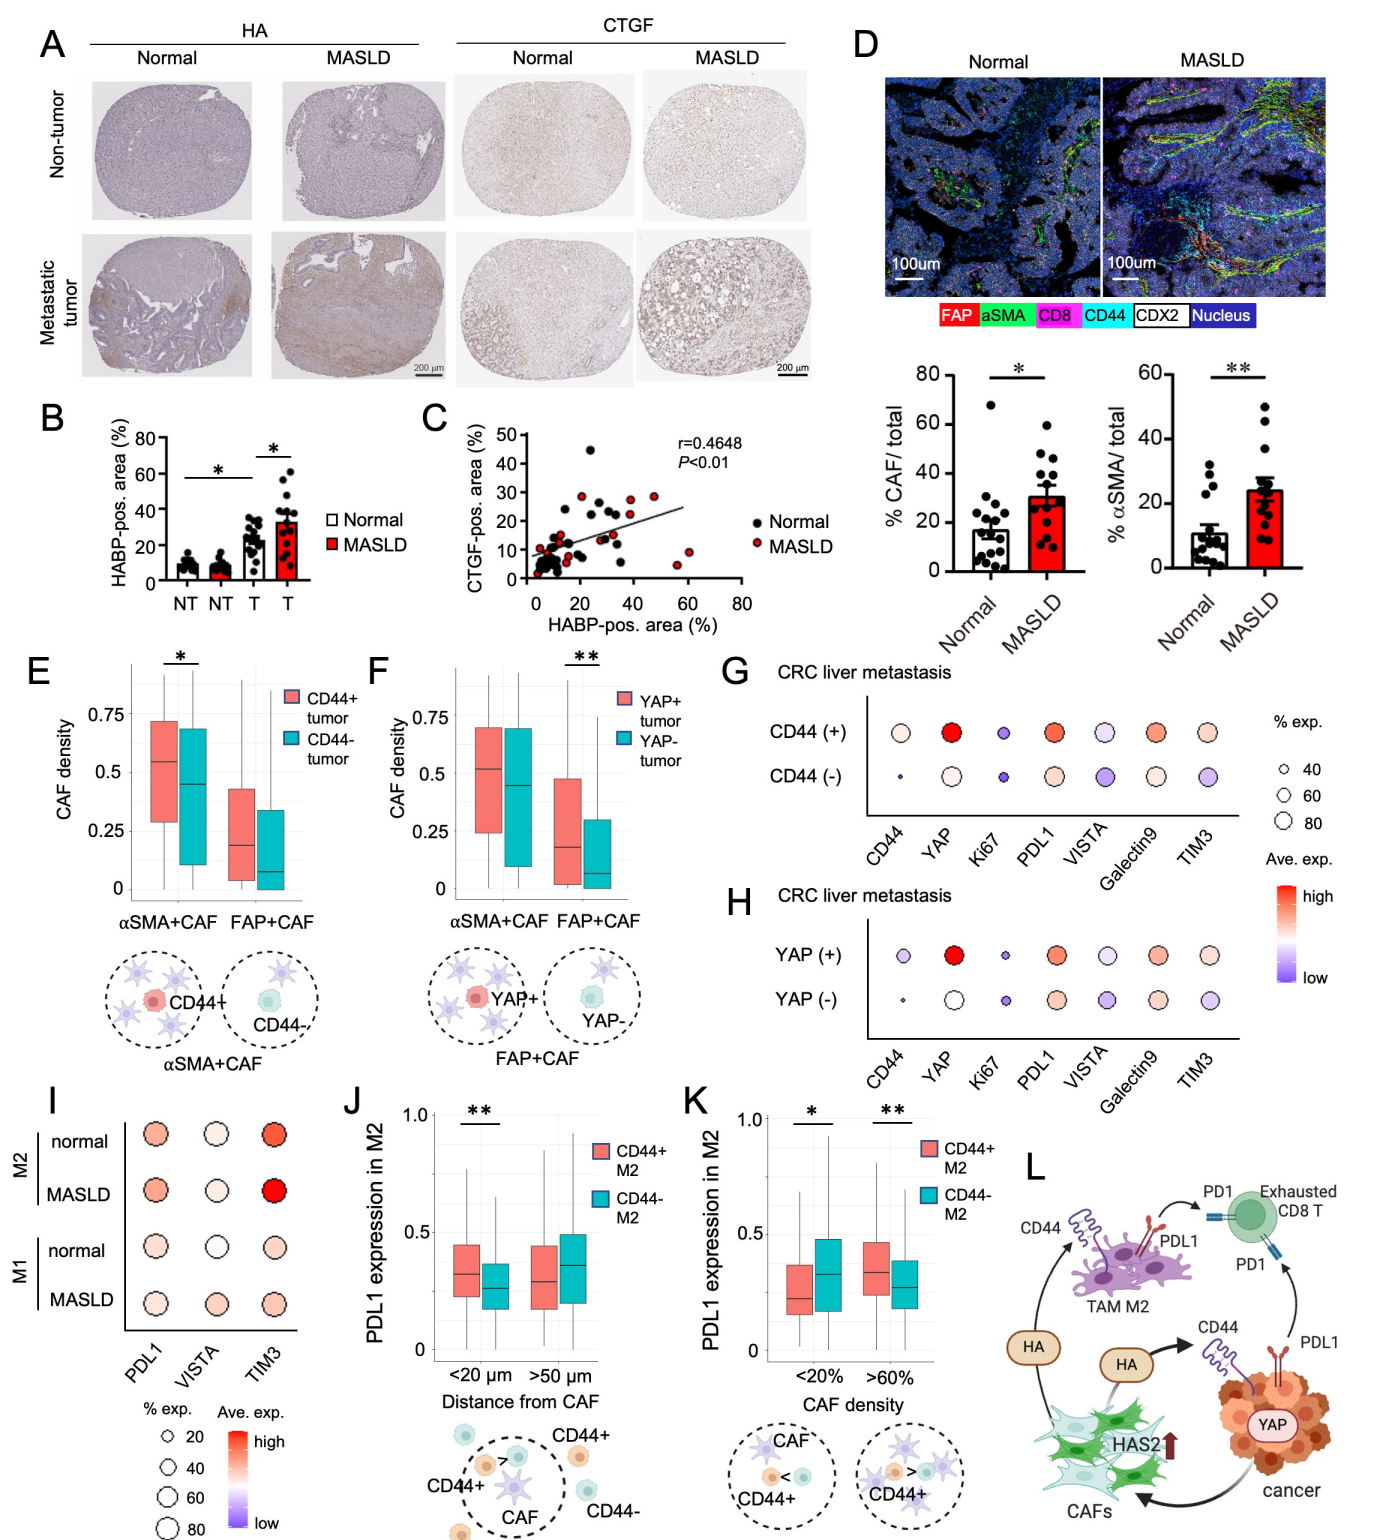 A
HA
CTGF
Normal
MASLD
Normal
MASLD
Non-tumor
Metastatic
tumor
200 μm
200 μm
B
HABP-pos. area (%)
80
60
40
20
0
*
*
NT
NT
T
T
Normal
MASLD
C
CTGF-pos. area (%)
50
40
30
20
10
0
r=0.4648
P<0.01
0
20
40
60
80
HABP-pos. area (%)
Normal
MASLD
D
Normal
MASLD
100um
100um
FAP
aSMA
CD8
CD44
CDX2
Nucleus
% CAF/ total
80
60
40
20
0
*
Normal
MASLD
% αSMA/ total
60
40
20
0
**
Normal
MASLD
E
CAF density
0.75
0.5
0.25
0
*
CD44+
tumor
CD44-
tumor
αSMA+CAF
FAP+CAF
CD44+
CD44-
αSMA+CAF
F
CAF density
0.75
0.5
0.25
0
**
YAP+
tumor
YAP-
tumor
αSMA+CAF
FAP+CAF
YAP+
YAP-
FAP+CAF
G
CRC liver metastasis
CD44 (+)
CD44 (-)
CD44
YAP
Ki67
PDL1
VISTA
Galectin9
TIM3
% exp.
40
60
80
Ave. exp.
high
low
H
CRC liver metastasis
YAP (+)
YAP (-)
CD44
YAP
Ki67
PDL1
VISTA
Galectin9
TIM3
I
M2
normal
MASLD
M1
normal
MASLD
PDL1
VISTA
TIM3
% exp.
20
40
60
80
Ave. exp.
high
low
J
PDL1 expression in M2
1.0
0.5
0
**
CD44+
M2
CD44-
M2
<20 μm
>50 μm
Distance from CAF
CD44+
CD44+
>
CAF
CD44-
K
PDL1 expression in M2
1.0
0.5
0
*
**
CD44+
M2
CD44-
M2
<20%
>60%
CAF density
CAF
<
CD44+
>
CD44+
L
PD1
Exhausted
CD8 T
CD44
PDL1
PD1
TAM M2
HA
HA
CD44
PDL1
YAP
HAS2
CAFs
cancer